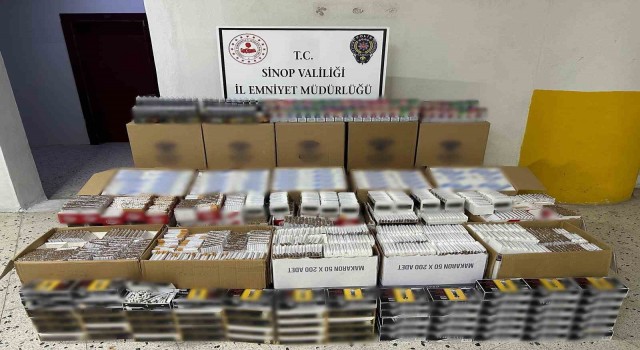 T.C.
SİNOP VALİLİĞİ
İL EMNİYET MÜDÜRLÜĞÜ
MAKARON 50 X 200 ADET
MAKARON 50 X 200 ADET